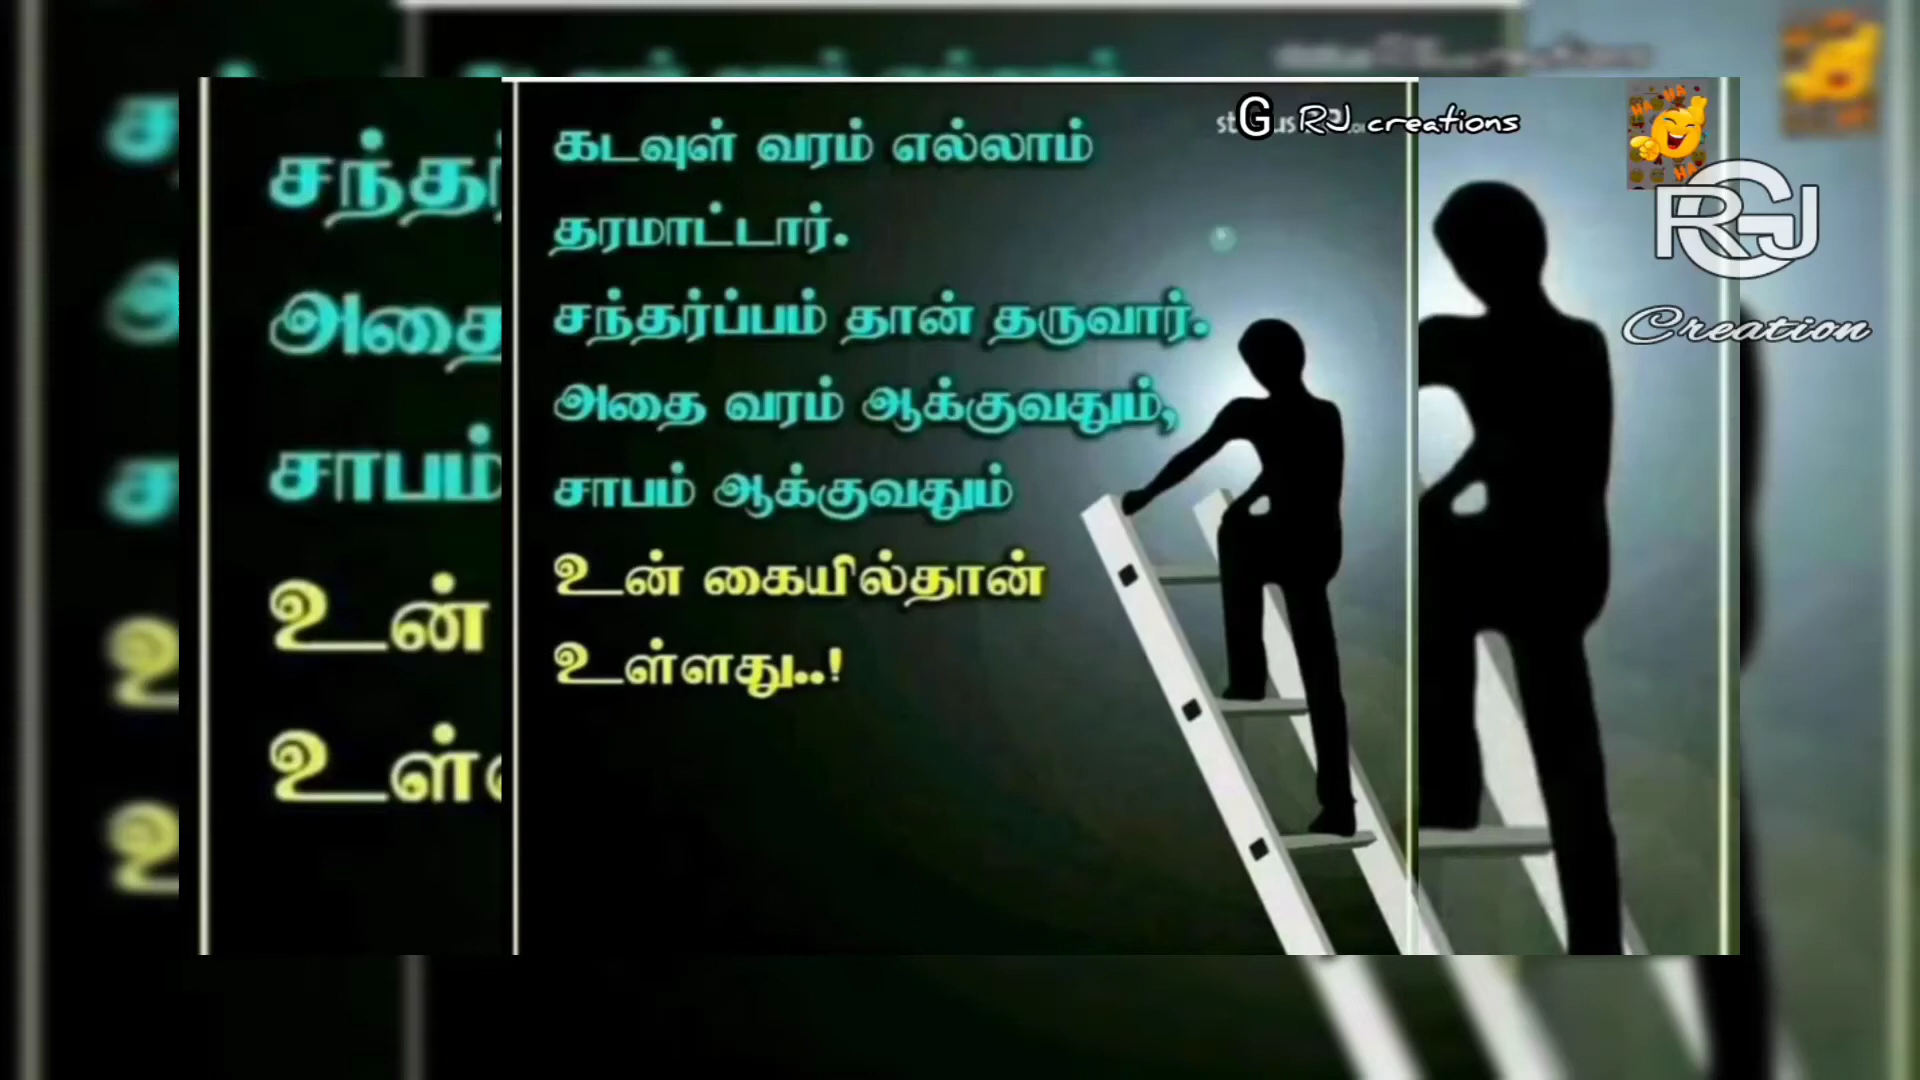 கடவுள் வரம் எல்லாம்
தரமாட்டார்.
சந்தர்ப்பம் தான் தருவார்.
அதை வரம் ஆக்குவதும்,
சாபம் ஆக்குவதும்
உன் கையில்தான்
உள்ளது..!
G RJ creations
RGJ
Creation